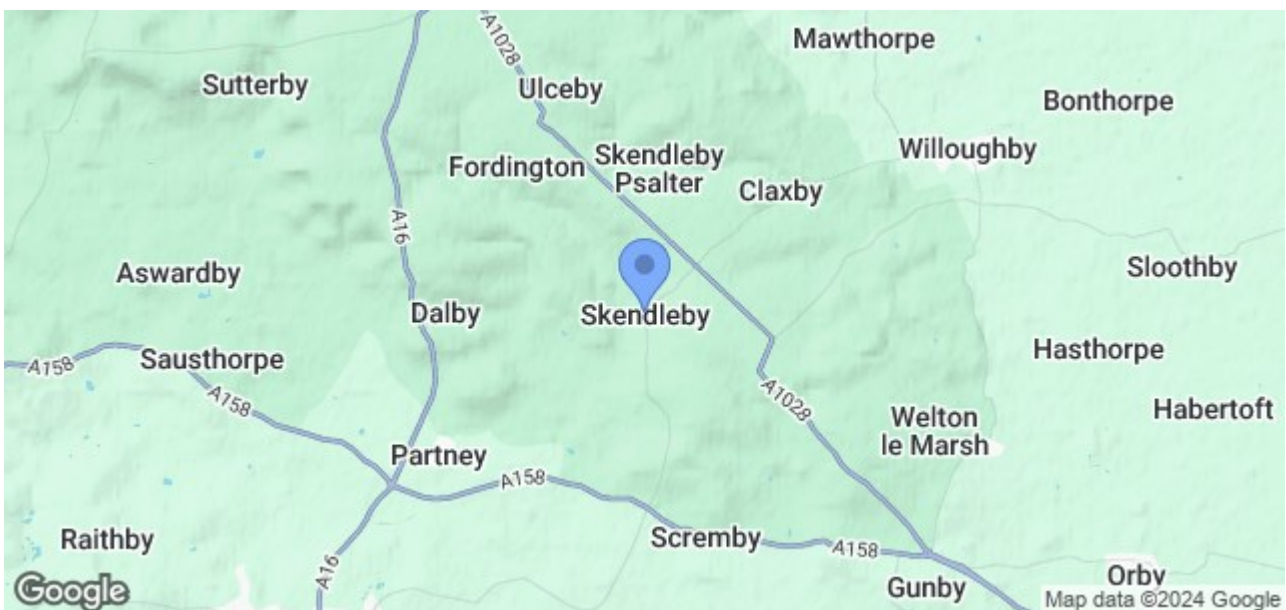 A1028
Mawthorpe
Sutterby
Ulceby
Bonthorpe
Willoughby
Fordington
Skendleby
Psalter
Claxby
A16
Aswardby
Sloothby
Dalby
Skendleby
Sausthorpe
Hasthorpe
A158
A158
A1028
Habertoft
Welton
le Marsh
Partney
A158
Raithby
Scremby
A158
A16
Gunby
Orby
Google
Map data ©2024 Google